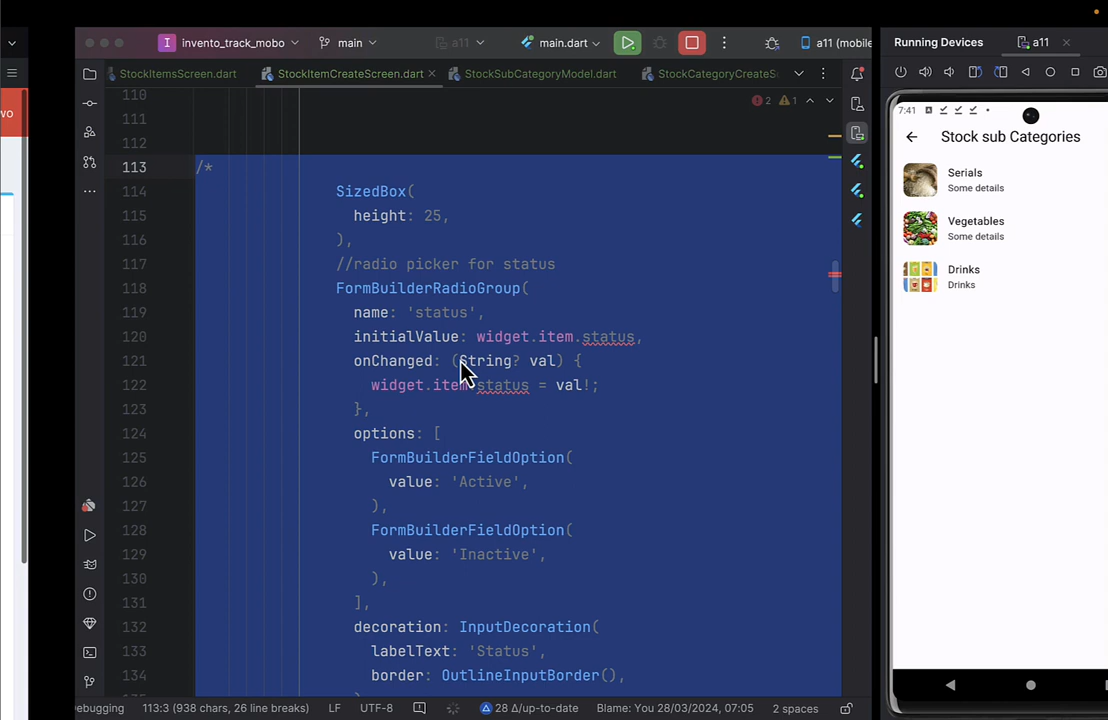 invento_track_mobo
main
a11
main.dart
a11 (mobile
Running Devices
a11
StockItemsScreen.dart
StockItemCreateScreen.dart
StockSubCategoryModel.dart
StockCategoryCreateS
2
1
110
111
112
113 /*
114 SizedBox(
115 height: 25,
116 ),
117 //radio picker for status
118 FormBuilderRadioGroup(
119 name: 'status',
120 initialValue: widget.item.status,
121 onChanged: (String? val) {
122 widget.item.status = val!;
123 },
124 options: [
125 FormBuilderFieldOption(
126 value: 'Active',
127 ),
128 FormBuilderFieldOption(
129 value: 'Inactive',
130 ),
131 ],
132 decoration: InputDecoration(
133 labelText: 'Status',
134 border: OutlineInputBorder(),
7:41
Stock sub Categories
Serials
Some details
Vegetables
Some details
Drinks
Drinks
ebugging
113:3 (938 chars, 26 line breaks)
LF
UTF-8
28 Δ/up-to-date
Blame: You 28/03/2024, 07:05
2 spaces